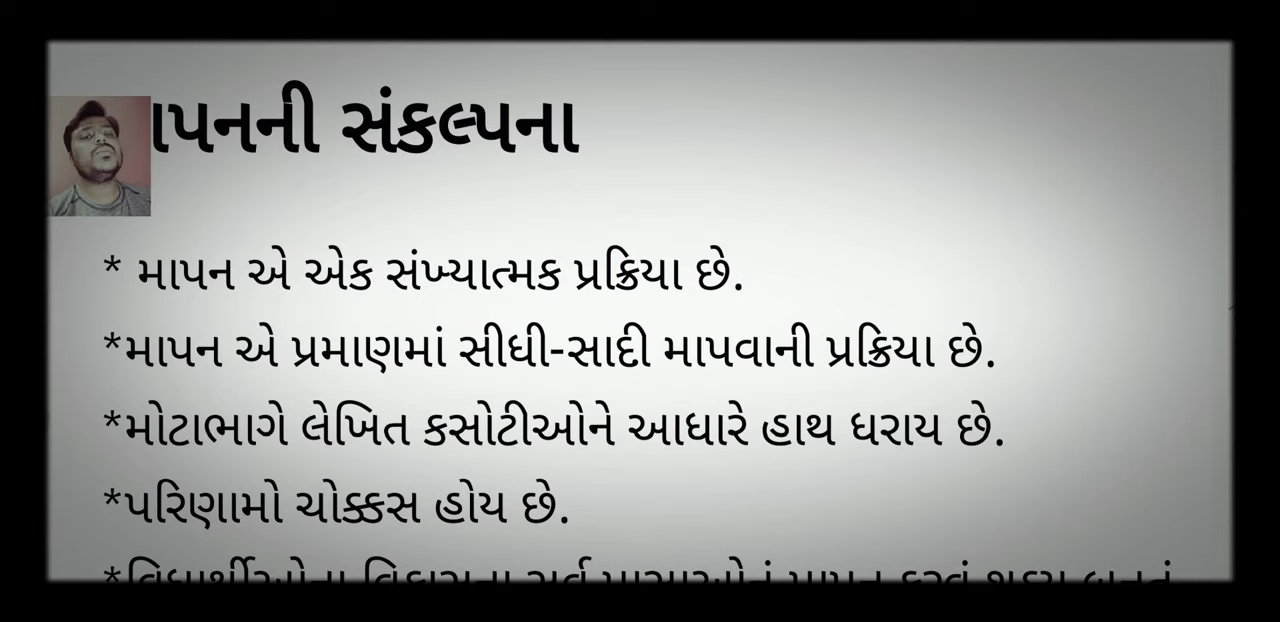 ાપનની સંકલ્પના
* માપન એ એક સંખ્યાત્મક પ્રક્રિયા છે.
*માપન એ પ્રમાણમાં સીધી-સાદી માપવાની પ્રક્રિયા છે.
*મોટાભાગે લેખિત કસોટીઓને આધારે હાથ ધરાય છે.
*પરિણામો ચોક્કસ હોય છે.